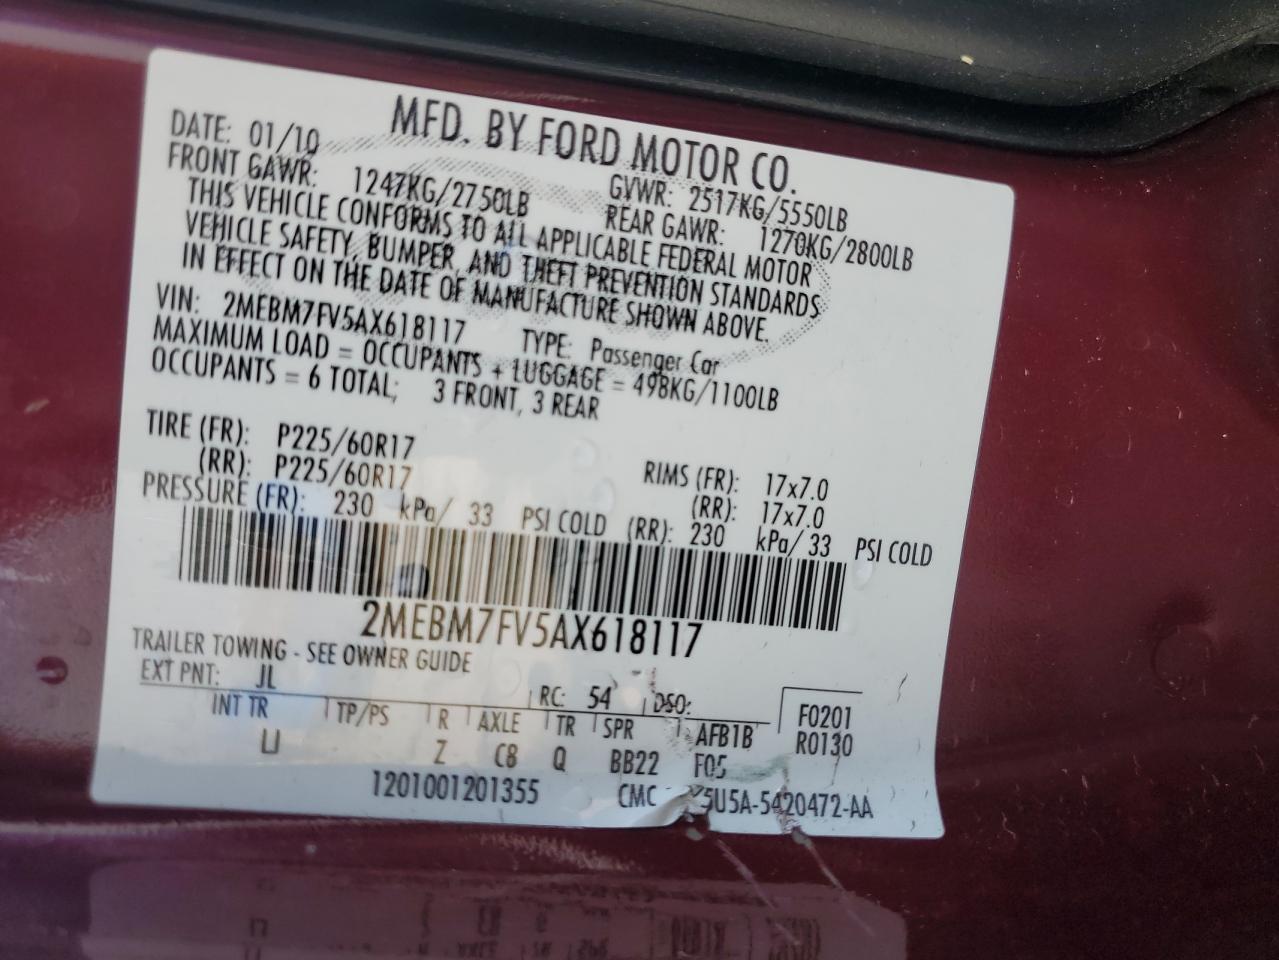 MFD. BY FORD MOTOR CO.
DATE: 01/10 GVWR: 2517KG/5550LB
FRONT GAWR: 1247KG/2750LB REAR GAWR: 1270KG/2800LB
THIS VEHICLE CONFORMS TO ALL APPLICABLE FEDERAL MOTOR
VEHICLE SAFETY, BUMPER, AND THEFT PREVENTION STANDARDS
IN EFFECT ON THE DATE OF MANUFACTURE SHOWN ABOVE.
VIN: 2MEBM7FV5AX618117 TYPE: Passenger Car
MAXIMUM LOAD = OCCUPANTS + LUGGAGE = 498KG/1100LB
OCCUPANTS = 6 TOTAL; 3 FRONT, 3 REAR
TIRE (FR): P225/60R17 RIMS (FR): 17x7.0
(RR): P225/60R17 (RR): 17x7.0
PRESSURE (FR): 230 kPa/ 33 PSI COLD (RR): 230 kPa/ 33 PSI COLD
2MEBM7FV5AX618117
TRAILER TOWING - SEE OWNER GUIDE
EXT PNT: JL RC: 54 DSO: F0201
INT TR TP/PS R AXLE TR SPR AFB1B R0130
LJ Z C8 Q BB22 F05
1201001201355 CMC 5U5A-5420472-AA